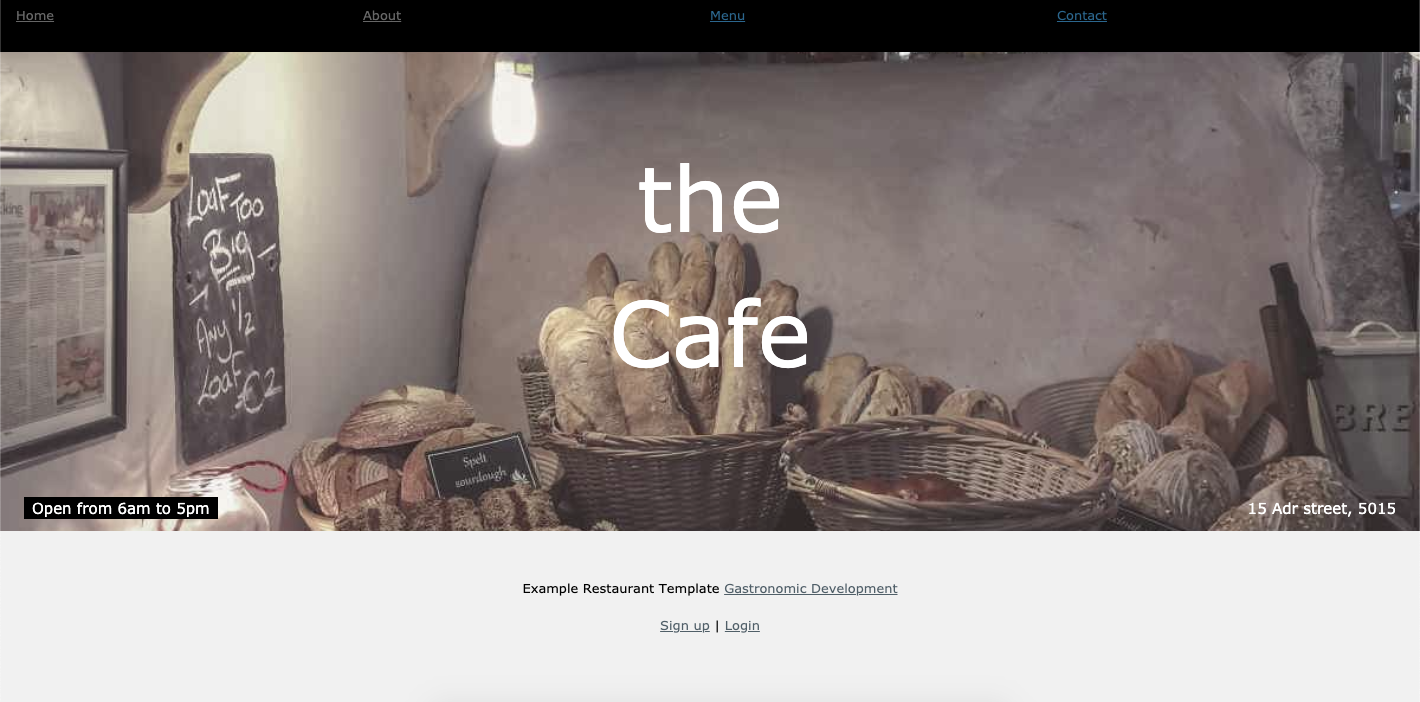 Home About Menu Contact
the
Cafe
LOAF TOO
BIG
ANY 1/2
LOAF
€2
Spelt
sourdough
BRE
Open from 6am to 5pm
15 Adr street, 5015
Example Restaurant Template Gastronomic Development
Sign up | Login